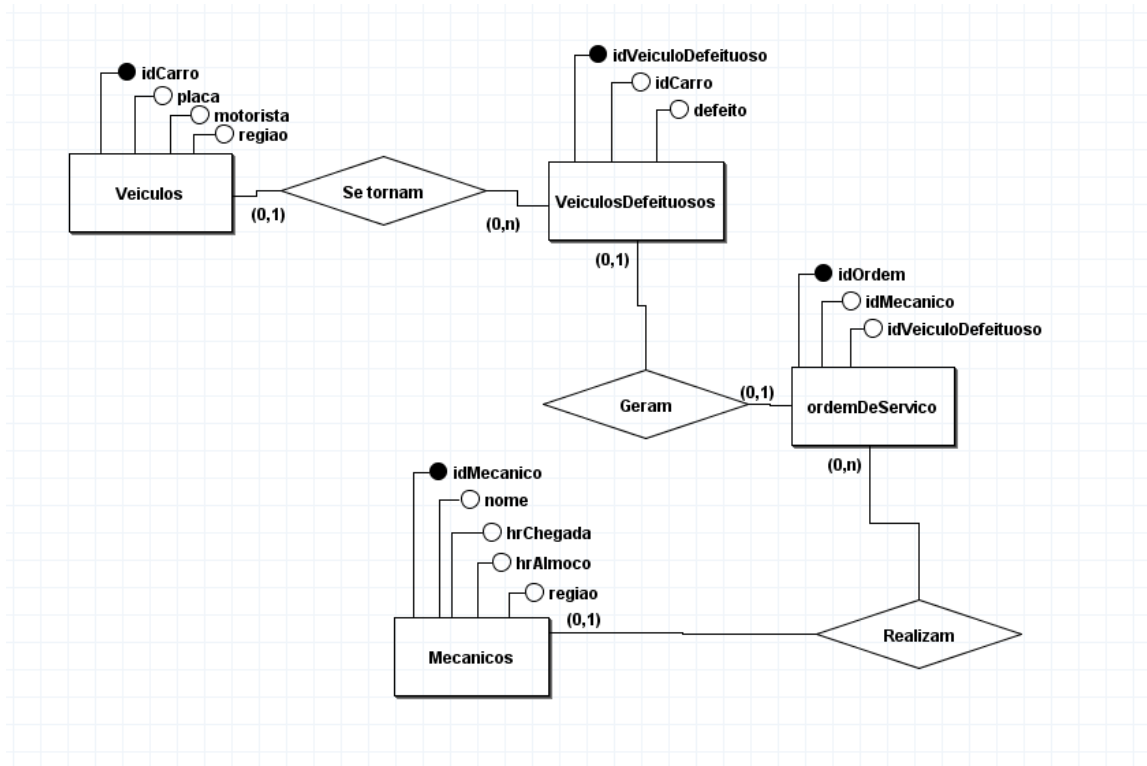 idCarro
placa
motorista
regiao
Veiculos
(0,1)
Se tornam
(0,n)
idVeiculoDefeituoso
idCarro
defeito
VeiculosDefeituosos
(0,1)
Geram
(0,1)
idOrdem
idMecanico
idVeiculoDefeituoso
ordemDeServico
(0,n)
Realizam
(0,1)
idMecanico
nome
hrChegada
hrAlmoco
regiao
Mecanicos